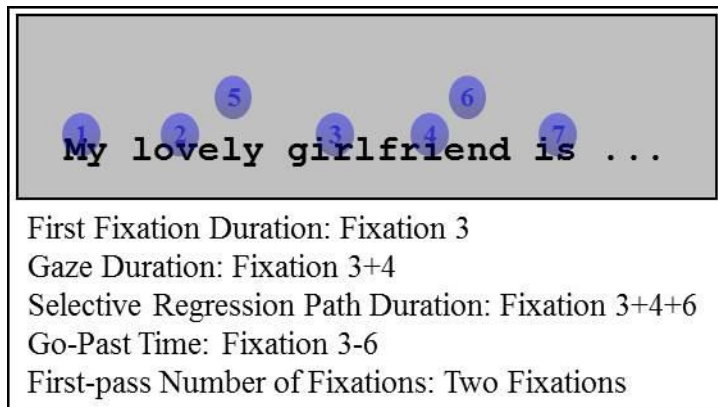 5 6
1 2 3 4 7
My lovely girlfriend is ...
First Fixation Duration: Fixation 3
Gaze Duration: Fixation 3+4
Selective Regression Path Duration: Fixation 3+4+6
Go-Past Time: Fixation 3-6
First-pass Number of Fixations: Two Fixations